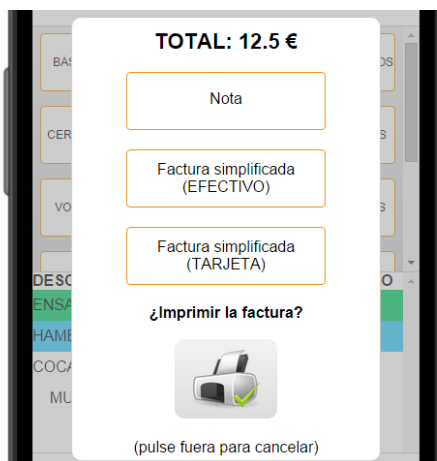 TOTAL: 12.5 €
Nota
Factura simplificada
(EFECTIVO)
Factura simplificada
(TARJETA)
¿Imprimir la factura?
(pulse fuera para cancelar)